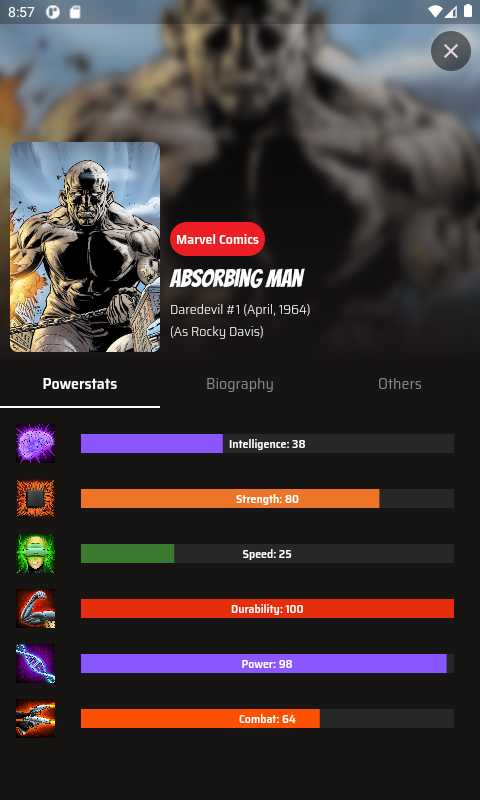 8:57
Marvel Comics
ABSORBING MAN
Daredevil #1 (April, 1964)
(As Rocky Davis)
Powerstats
Biography
Others
Intelligence: 38
Strength: 80
Speed: 25
Durability: 100
Power: 98
Combat: 64